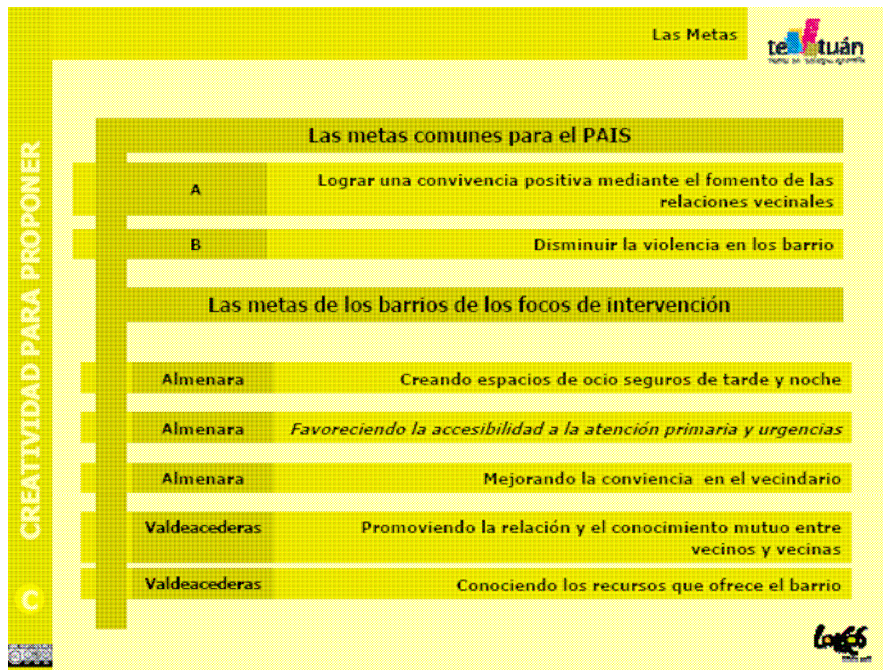 Las Metas
te tuán
Las metas comunes para el PAIS
A
Lograr una convivencia positiva mediante el fomento de las
relaciones vecinales
B
Disminuir la violencia en los barrio
Las metas de los barrios de los focos de intervención
Almenara
Creando espacios de ocio seguros de tarde y noche
Almenara
Favoreciendo la accesibilidad a la atención primaria y urgencias
Almenara
Mejorando la conviencia en el vecindario
Valdeacederas
Promoviendo la relación y el conocimiento mutuo entre
vecinos y vecinas
Valdeacederas
Conociendo los recursos que ofrece el barrio
C
CREATIVIDAD PARA PROPONER